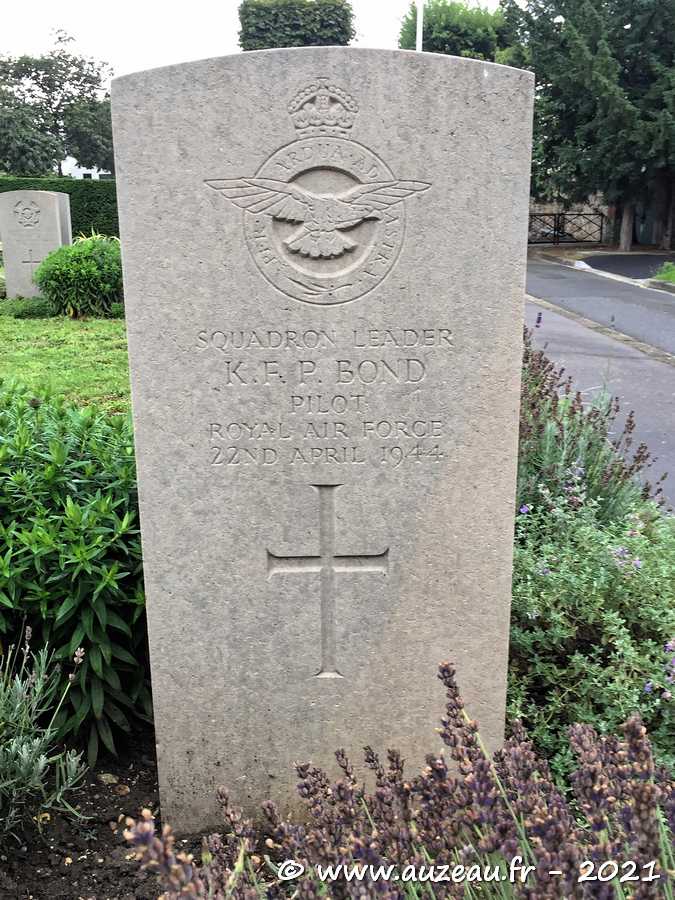 PER ARDUA AD ASTRA
SQUADRON LEADER
K. F. P. BOND
PILOT
ROYAL AIR FORCE
22ND APRIL 1944
© www.auzeau.fr - 2021